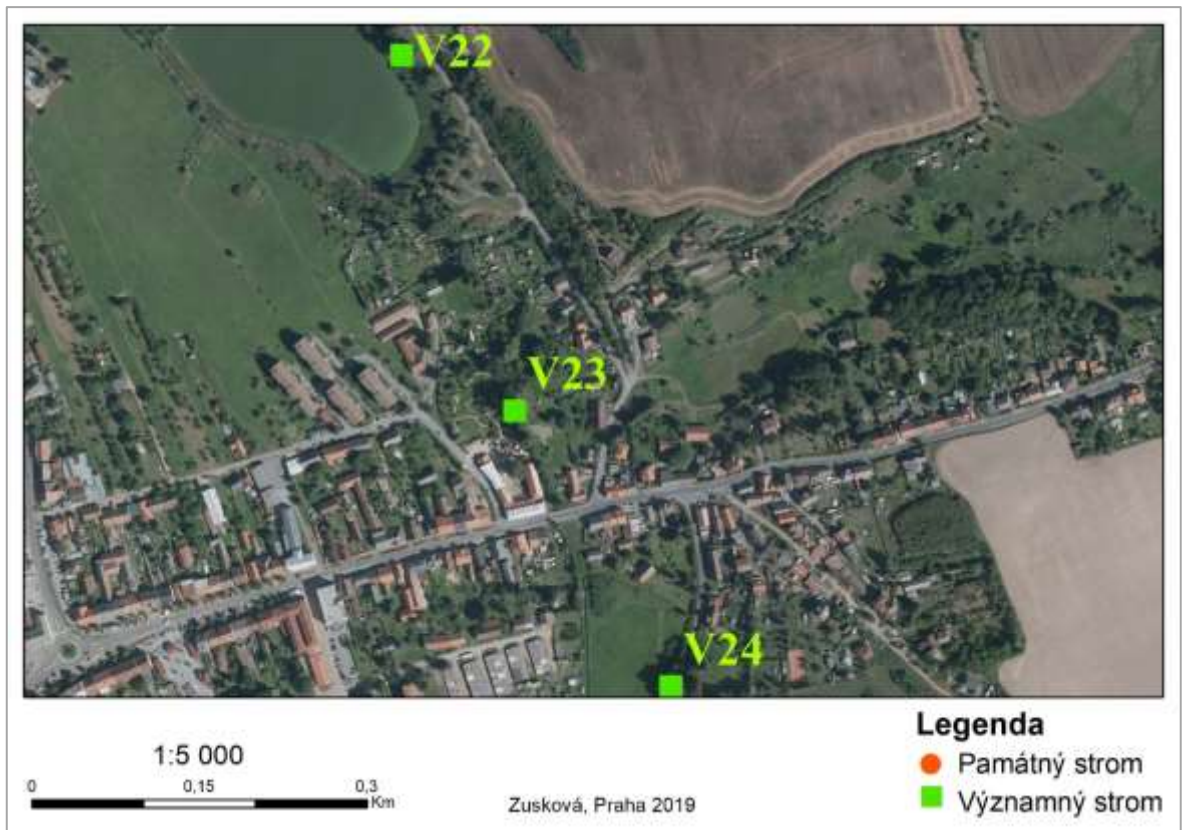 V22
V23
V24
1:5 000
0 0,15 0,3
Km
Zusková, Praha 2019
Legenda
Památný strom
Významný strom